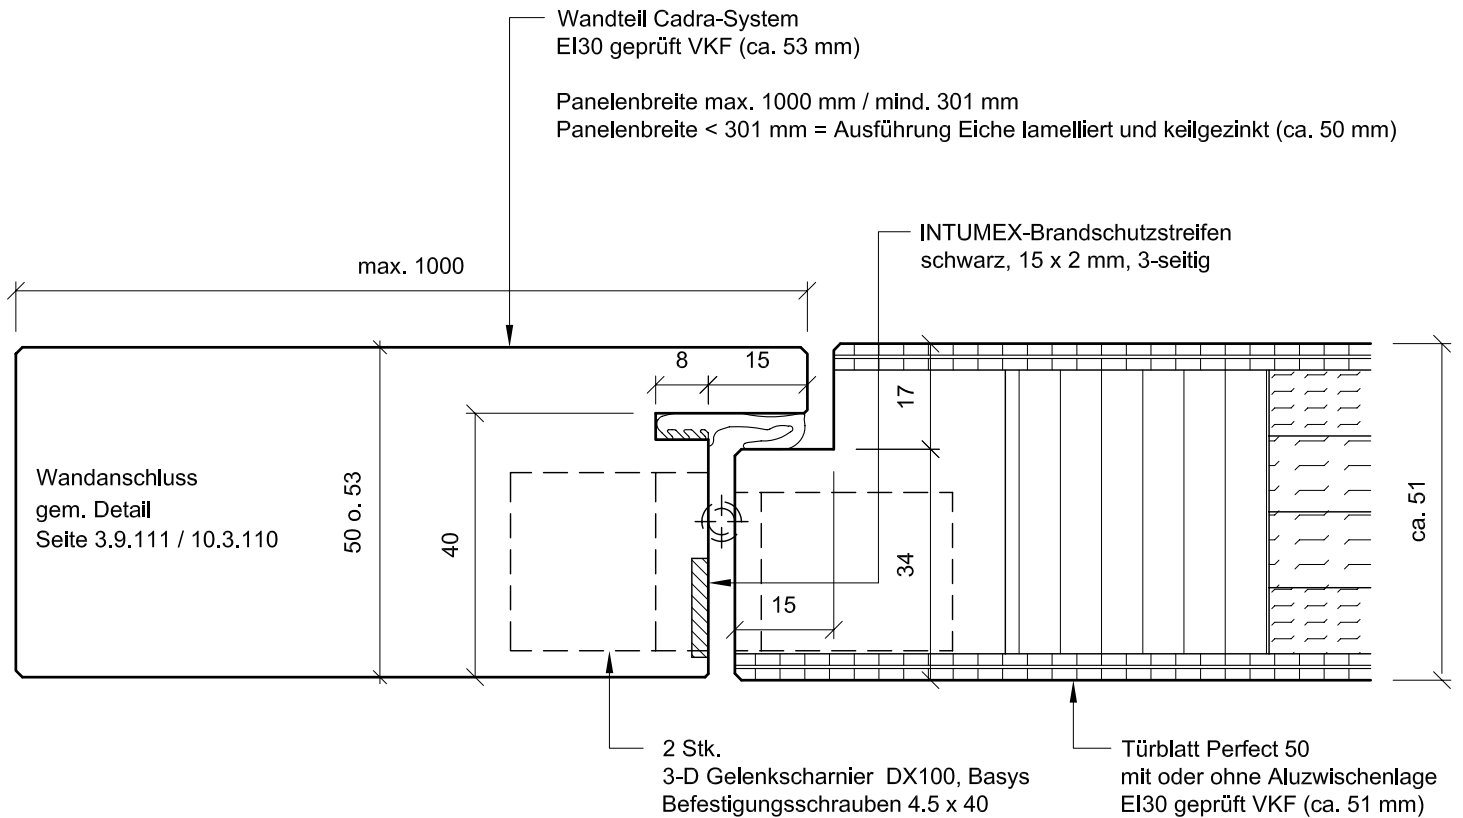 Wandteil Cadra-System
EI30 geprüft VKF (ca. 53 mm)
Panelenbreite max. 1000 mm / mind. 301 mm
Panelenbreite < 301 mm = Ausführung Eiche lamelliert und keilgezinkt (ca. 50 mm)
INTUMEX-Brandschutzstreifen
schwarz, 15 x 2 mm, 3-seitig
max. 1000
8
15
17
Wandanschluss
gem. Detail
Seite 3.9.111 / 10.3.110
50 o. 53
40
34
15
ca. 51
2 Stk.
3-D Gelenkscharnier DX100, Basys
Befestigungsschrauben 4.5 x 40
Türblatt Perfect 50
mit oder ohne Aluzwischenlage
EI30 geprüft VKF (ca. 51 mm)